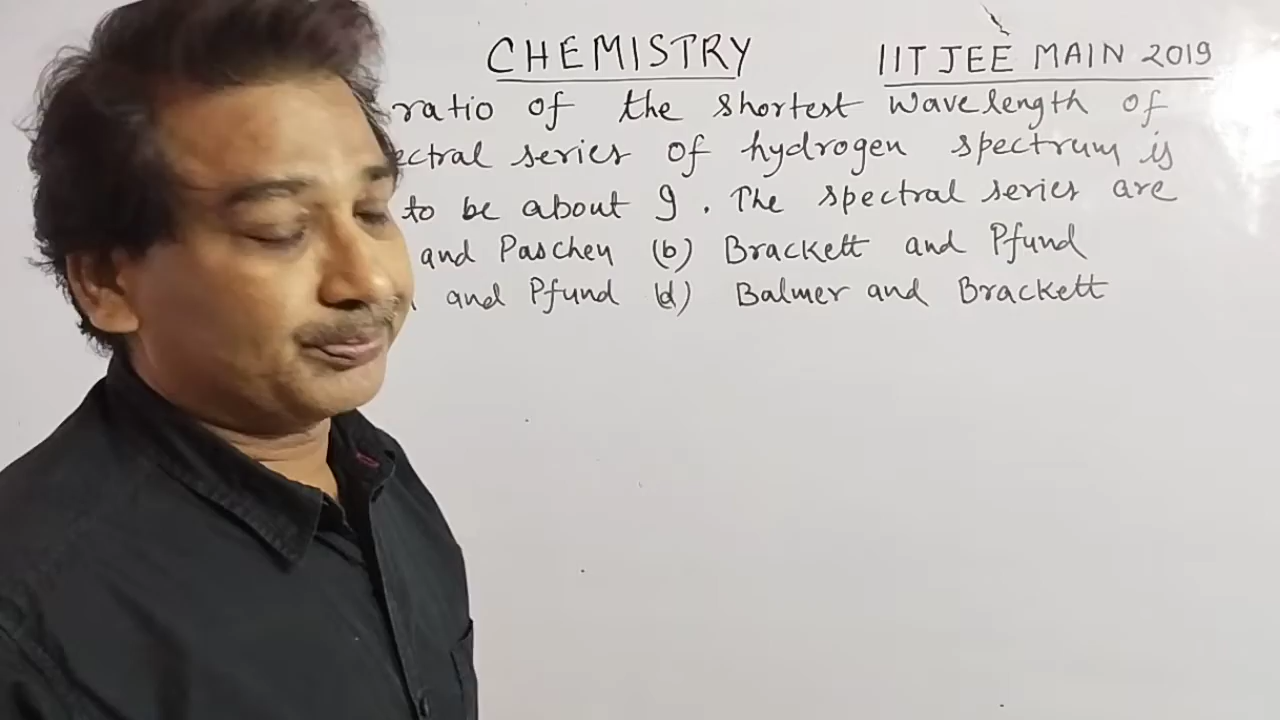 CHEMISTRY IIT JEE MAIN 2019
ratio of the shortest wavelength of
ectral series of hydrogen spectrum is
to be about 9. The spectral series are
and Paschen (b) Brackett and Pfund
and Pfund (d) Balmer and Brackett